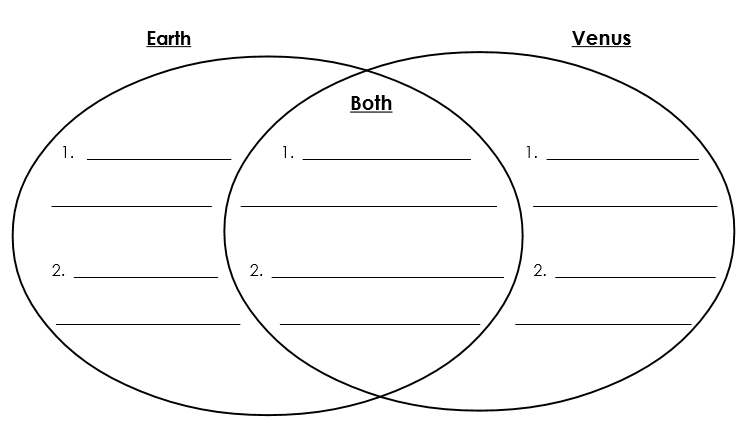 Earth Venus
Both
1. 1. 1.
2. 2. 2.